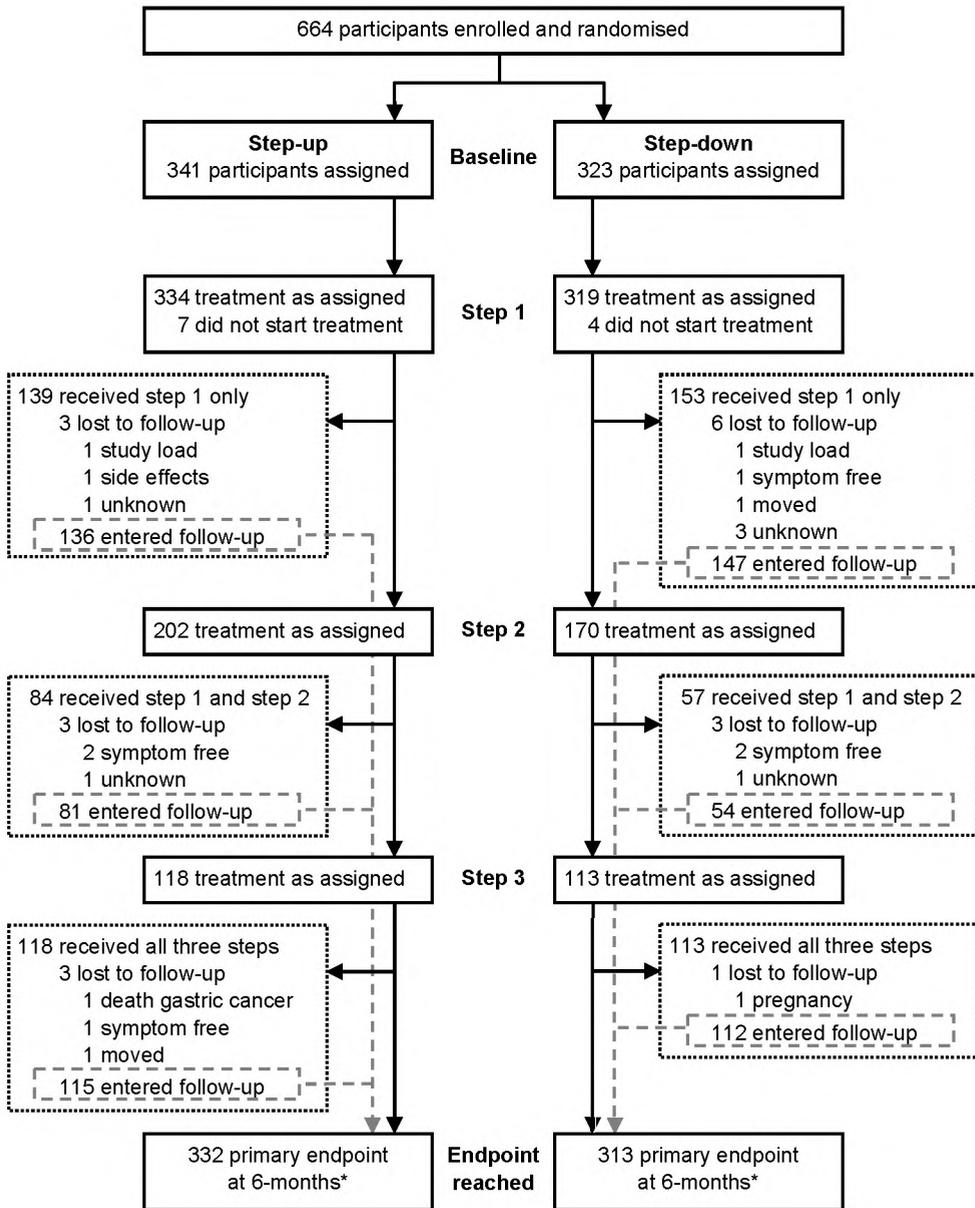 664 participants enrolled and randomised
Step-up
341 participants assigned
Baseline
Step-down
323 participants assigned
334 treatment as assigned
7 did not start treatment
Step 1
319 treatment as assigned
4 did not start treatment
139 received step 1 only
3 lost to follow-up
1 study load
1 side effects
1 unknown
136 entered follow-up
153 received step 1 only
6 lost to follow-up
1 study load
1 symptom free
1 moved
3 unknown
147 entered follow-up
202 treatment as assigned
Step 2
170 treatment as assigned
84 received step 1 and step 2
3 lost to follow-up
2 symptom free
1 unknown
81 entered follow-up
57 received step 1 and step 2
3 lost to follow-up
2 symptom free
1 unknown
54 entered follow-up
118 treatment as assigned
Step 3
113 treatment as assigned
118 received all three steps
3 lost to follow-up
1 death gastric cancer
1 symptom free
1 moved
115 entered follow-up
113 received all three steps
1 lost to follow-up
1 pregnancy
112 entered follow-up
332 primary endpoint
at 6-months*
Endpoint
reached
313 primary endpoint
at 6-months*